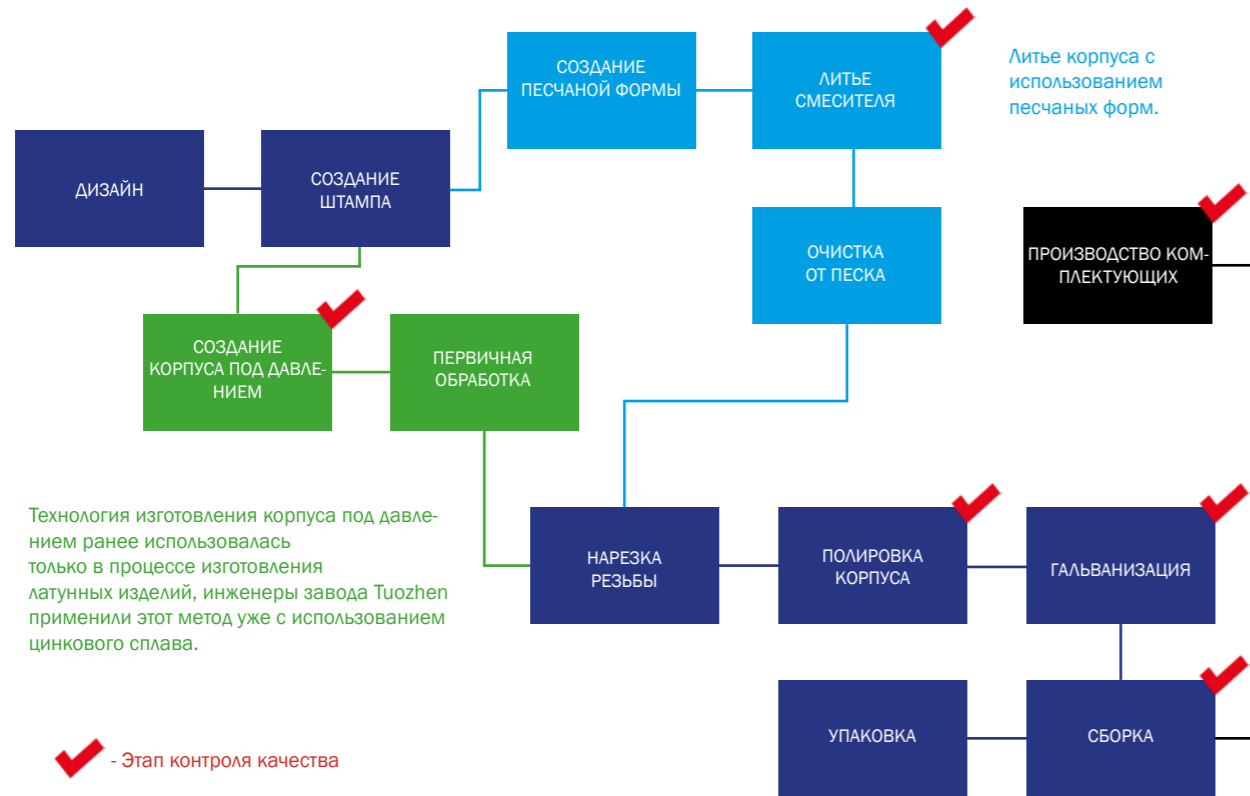 СОЗДАНИЕ
ПЕСЧАНОЙ ФОРМЫ
ЛИТЬЕ
СМЕСИТЕЛЯ
Литье корпуса с
использованием
песчаных форм.
ДИЗАЙН
СОЗДАНИЕ
ШТАМПА
ОЧИСТКА
ОТ ПЕСКА
ПРОИЗВОДСТВО КОМ-
ПЛЕКТУЮЩИХ
СОЗДАНИЕ
КОРПУСА ПОД ДАВЛЕ-
НИЕМ
ПЕРВИЧНАЯ
ОБРАБОТКА
Технология изготовления корпуса под давле-
нием ранее использовалась
только в процессе изготовления
латунных изделий, инженеры завода Tuozhen
применили этот метод уже с использованием
цинкового сплава.
НАРЕЗКА
РЕЗЬБЫ
ПОЛИРОВКА
КОРПУСА
ГАЛЬВАНИЗАЦИЯ
УПАКОВКА
СБОРКА
- Этап контроля качества